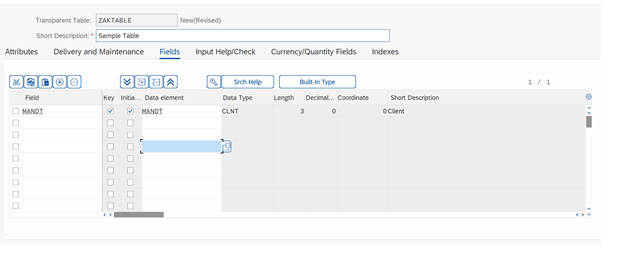 Transparent Table: ZAKTABLE New(Revised)
Short Description: * Sample Table
Attributes Delivery and Maintenance Fields Input Help/Check Currency/Quantity Fields Indexes
Srch Help Built-In Type 1 / 1
Field Key Initia... Data element Data Type Length Decimal... Coordinate Short Description
MANDT MANDT CLNT 3 0 0 Client